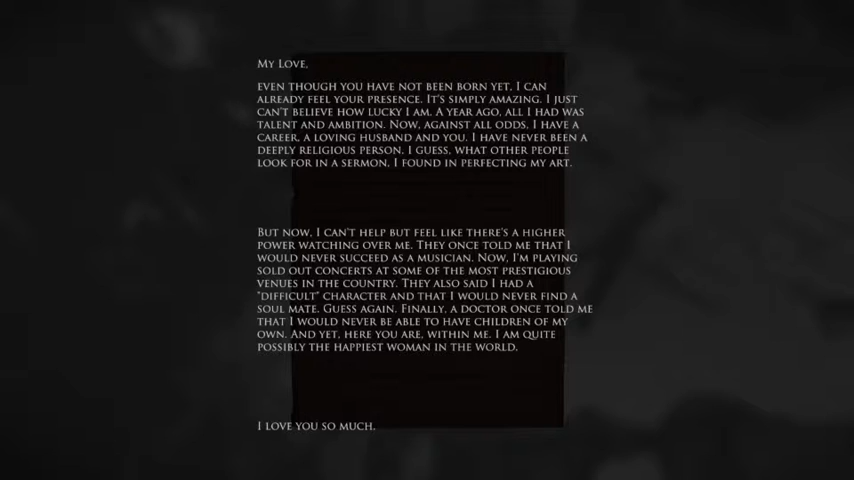 My Love,
even though you have not been born yet, I can
already feel your presence. It's simply amazing. I just
can't believe how lucky I am. A year ago, all I had was
talent and ambition. Now, against all odds, I have a
career, a loving husband and you. I have never been a
deeply religious person. I guess, what other people
look for in a sermon, I found in perfecting my art.
But now, I can't help but feel like there's a higher
power watching over me. They once told me that I
would never succeed as a musician. Now, I'm playing
sold out concerts at some of the most prestigious
venues in the country. They also said I had a
"difficult" character and that I would never find a
soul mate. Guess again. Finally, a doctor once told me
that I would never be able to have children of my
own. And yet, here you are, within me. I am quite
possibly the happiest woman in the world.
I love you so much.